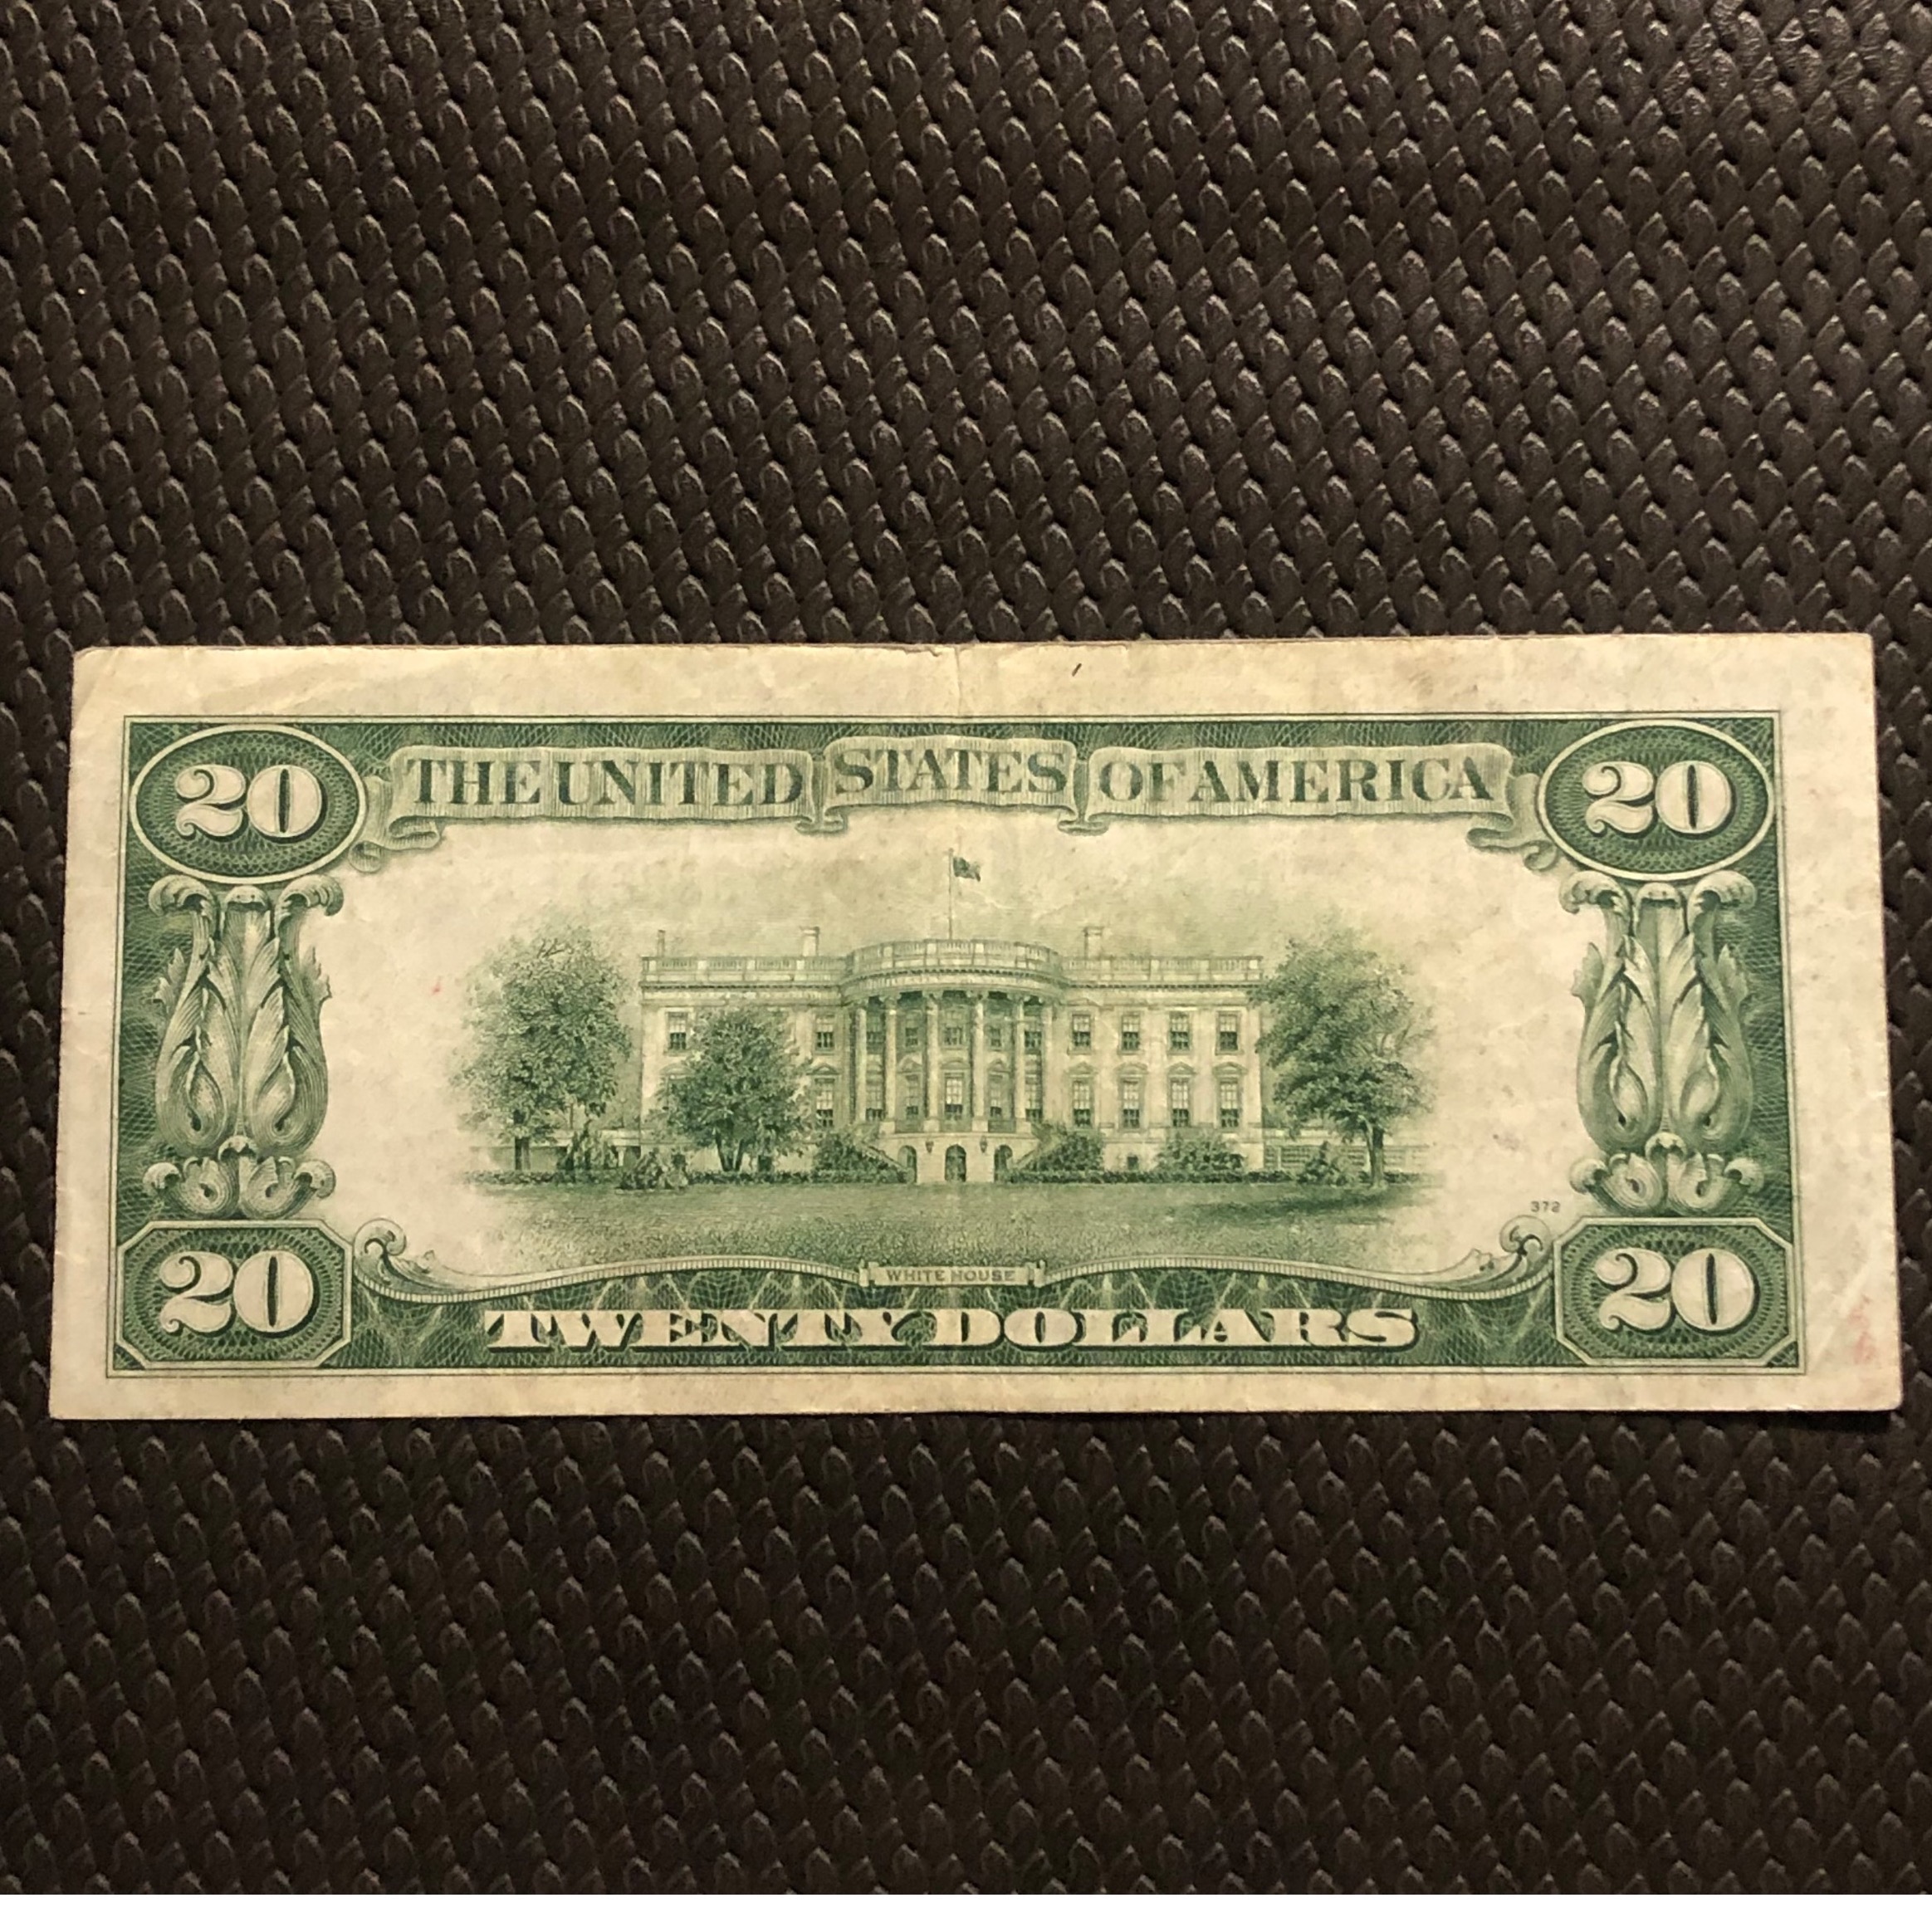 20 THE UNITED STATES OF AMERICA 20
372
WHITE HOUSE
20 TWENTY DOLLARS 20